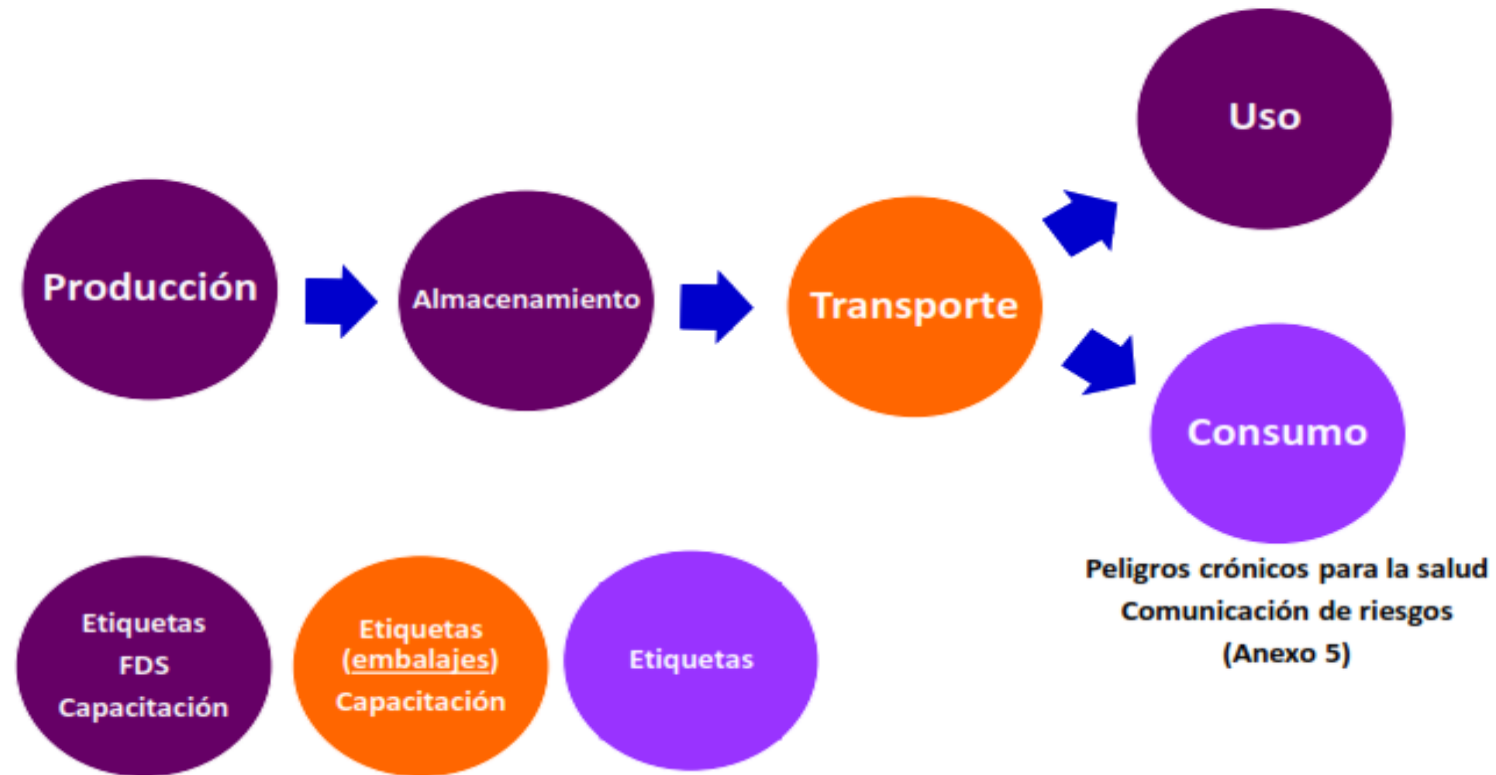 Uso
Producción
Almacenamiento
Transporte
Consumo
Peligros crónicos para la salud
Comunicación de riesgos
(Anexo 5)
Etiquetas
FDS
Capacitación
Etiquetas
(embalajes)
Capacitación
Etiquetas